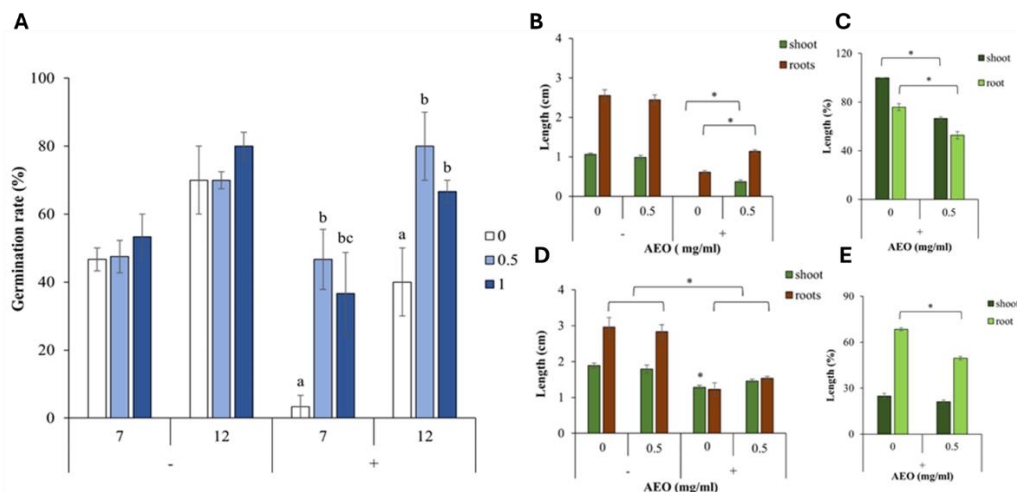 A
Germination rate (%)
100
80
60
40
20
0
7
12
7
12
-
+
a
b
bc
a
b
b
0
0.5
1
B
Length (cm)
4
3
2
1
0
shoot
roots
*
*
0
0.5
0
0.5
-
+
AEO ( mg/ml)
C
Length (%)
120
80
60
0
*
*
shoot
root
0
0.5
+
AEO (mg/ml)
D
Length (cm)
4
3
2
1
0
shoot
roots
*
*
0
0.5
0
0.5
-
+
AEO (mg/ml)
E
Length (%)
90
60
30
0
*
shoot
root
0
0.5
+
AEO (mg/ml)